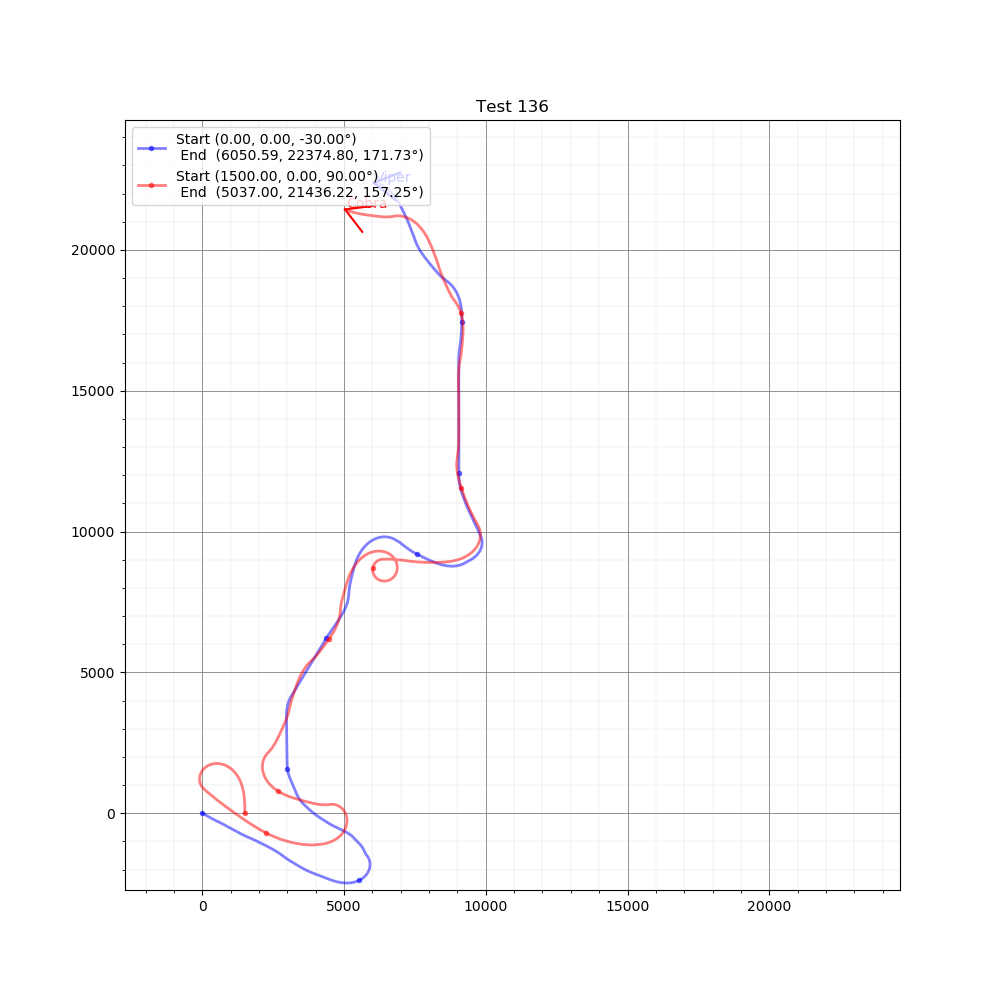 Test 136
Start (0.00, 0.00, -30.00°)
End (6050.59, 22374.80, 171.73°)
Start (1500.00, 0.00, 90.00°)
End (5037.00, 21436.22, 157.25°)
Viper
Cobra
20000
15000
10000
5000
0
0 5000 10000 15000 20000